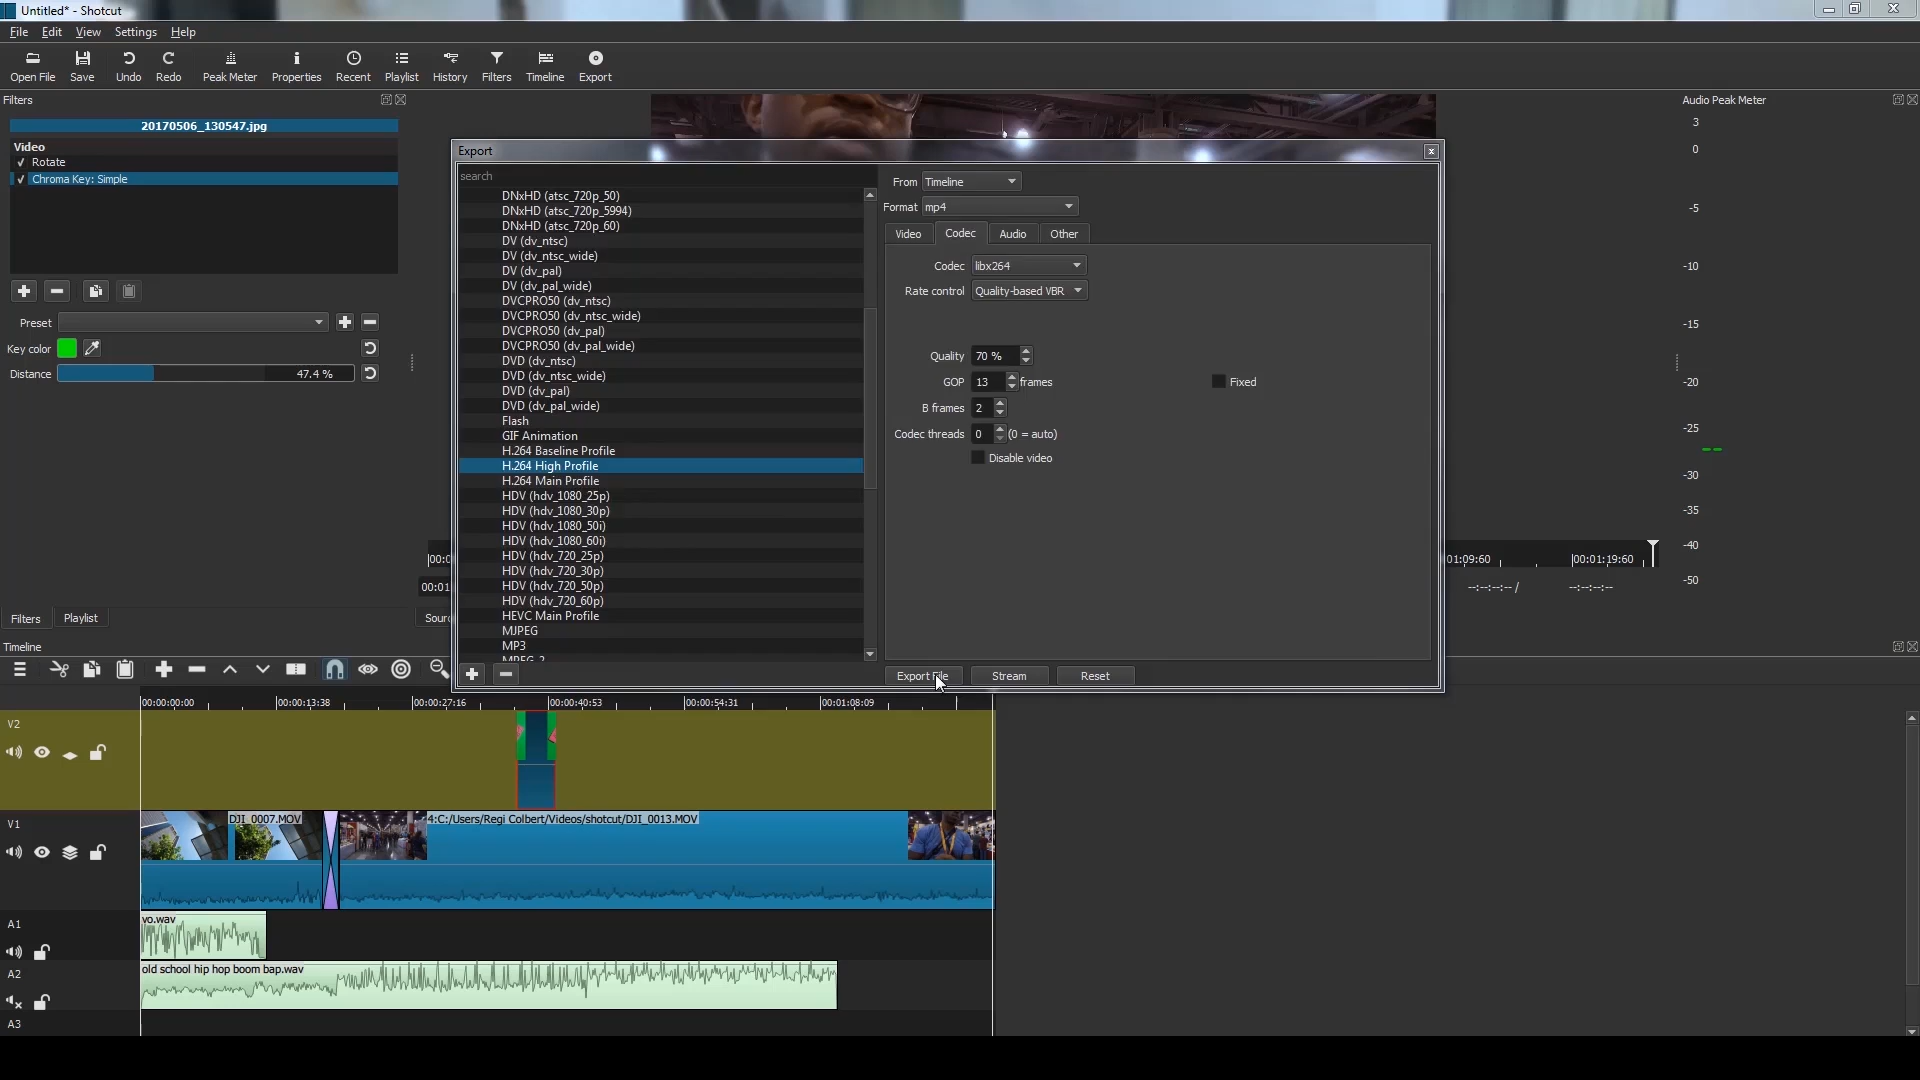 Untitled* - Shotcut
File Edit View Settings Help
Open File Save Undo Redo Peak Meter Properties Recent Playlist History Filters Timeline Export
Filters
20170506_130547.jpg
Video
Rotate
Chroma Key: Simple
Preset
Key color
Distance 47.4 %
Filters Playlist
Audio Peak Meter
3
0
-5
-10
-15
-20
-25
-30
-35
-40
-50
Export
search
DNxHD (atsc_720p_50)
DNxHD (atsc_720p_5994)
DNxHD (atsc_720p_60)
DV (dv_ntsc)
DV (dv_ntsc_wide)
DV (dv_pal)
DV (dv_pal_wide)
DVCPRO50 (dv_ntsc)
DVCPRO50 (dv_ntsc_wide)
DVCPRO50 (dv_pal)
DVCPRO50 (dv_pal_wide)
DVD (dv_ntsc)
DVD (dv_ntsc_wide)
DVD (dv_pal)
DVD (dv_pal_wide)
Flash
GIF Animation
H.264 Baseline Profile
H.264 High Profile
H.264 Main Profile
HDV (hdv_1080_25p)
HDV (hdv_1080_30p)
HDV (hdv_1080_50i)
HDV (hdv_1080_60i)
HDV (hdv_720_25p)
HDV (hdv_720_30p)
HDV (hdv_720_50p)
HDV (hdv_720_60p)
HEVC Main Profile
MJPEG
MP3
MPEG-2
From Timeline
Format mp4
Video Codec Audio Other
Codec libx264
Rate control Quality-based VBR
Quality 70 %
GOP 13 frames Fixed
B frames 2
Codec threads 0 (0 = auto)
Disable video
Export File Stream Reset
01:09:60 00:01:19:60
--:--:--:-- / --:--:--:--
Timeline
00:00:00:00 00:00:13:38 00:00:27:16 00:00:40:53 00:00:54:31 00:01:08:09
V2
V1
DJI_0007.MOV
4:C:/Users/Regi Colbert/Videos/shotcut/DJI_0013.MOV
A1
vo.wav
A2
old school hip hop boom bap.wav
A3